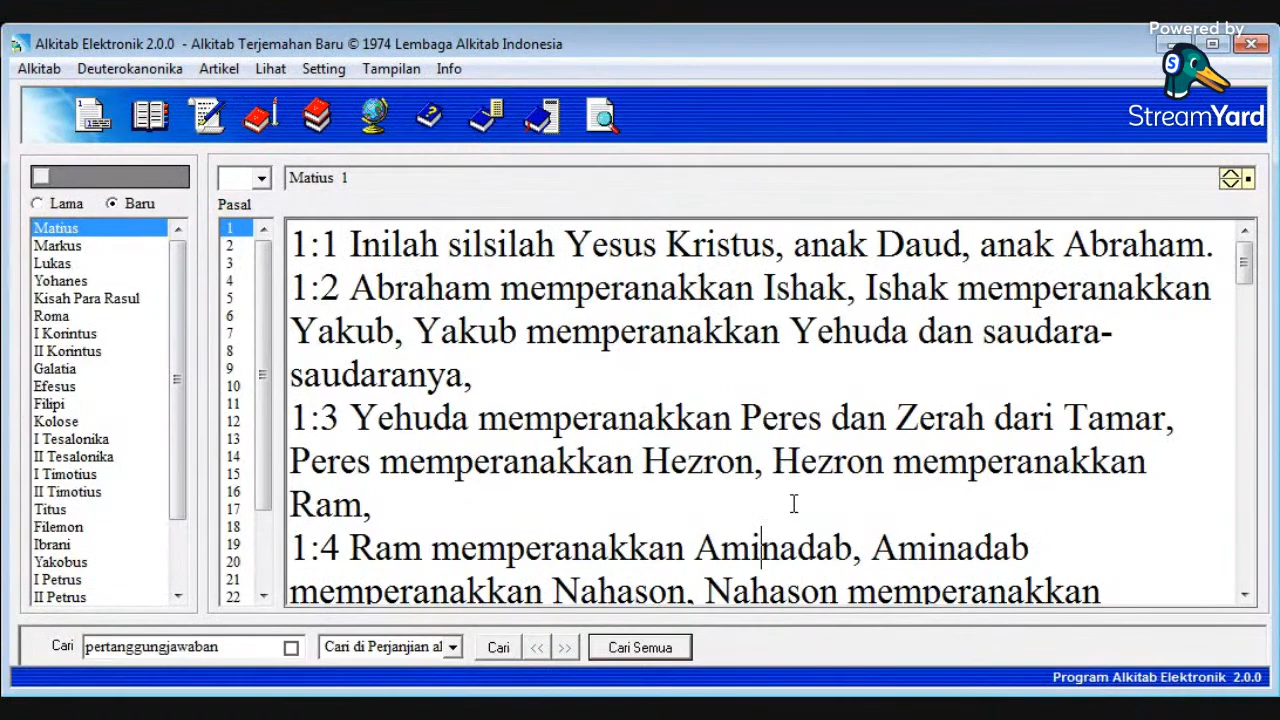 Powered by
StreamYard
Alkitab Elektronik 2.0.0 - Alkitab Terjemahan Baru © 1974 Lembaga Alkitab Indonesia
Alkitab Deuterokanonika Artikel Lihat Setting Tampilan Info
Matius 1
Lama Baru
Pasal
Matius
Markus
Lukas
Yohanes
Kisah Para Rasul
Roma
I Korintus
II Korintus
Galatia
Efesus
Filipi
Kolose
I Tesalonika
II Tesalonika
I Timotius
II Timotius
Titus
Filemon
Ibrani
Yakobus
I Petrus
II Petrus
1
2
3
4
5
6
7
8
9
10
11
12
13
14
15
16
17
18
19
20
21
22
1:1 Inilah silsilah Yesus Kristus, anak Daud, anak Abraham.
1:2 Abraham memperanakkan Ishak, Ishak memperanakkan
Yakub, Yakub memperanakkan Yehuda dan saudara-
saudaranya,
1:3 Yehuda memperanakkan Peres dan Zerah dari Tamar,
Peres memperanakkan Hezron, Hezron memperanakkan
Ram,
1:4 Ram memperanakkan Aminadab, Aminadab
memperanakkan Nahason, Nahason memperanakkan
Cari pertanggungjawaban Cari di Perjanjian al Cari << >> Cari Semua
Program Alkitab Elektronik 2.0.0